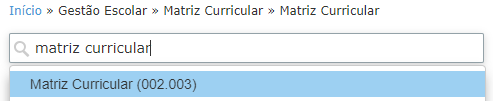 Início » Gestão Escolar » Matriz Curricular » Matriz Curricular
matriz curricular
Matriz Curricular (002.003)